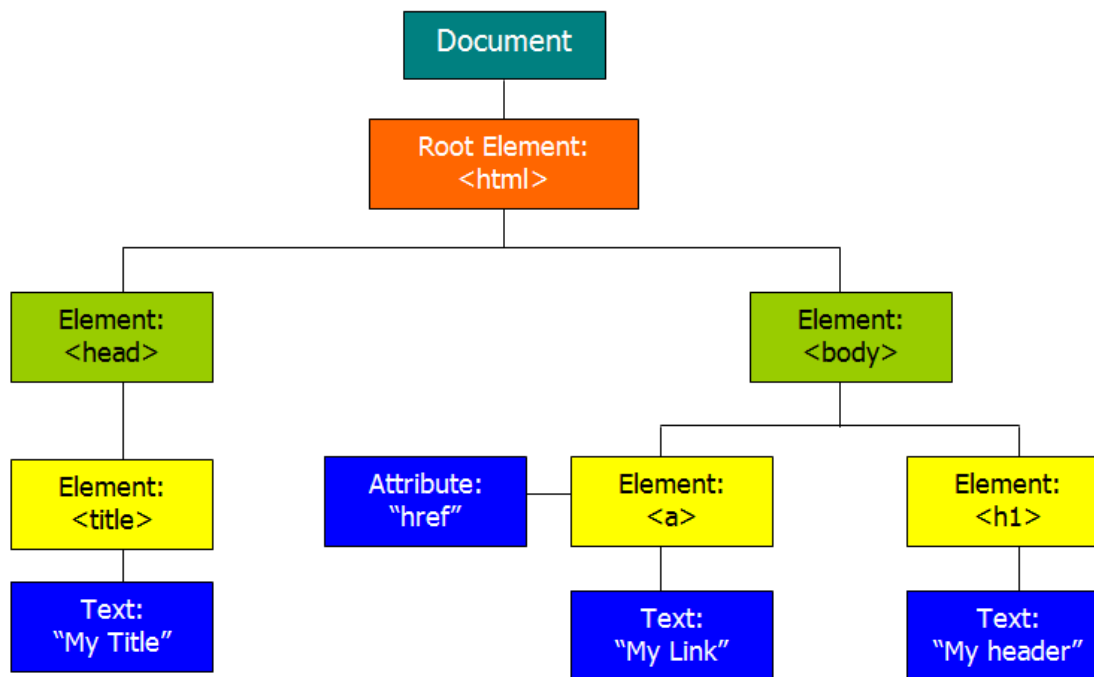 Document
Root Element:
<html>
Element:
<head>
Element:
<body>
Element:
<title>
Attribute:
“href”
Element:
<a>
Element:
<h1>
Text:
“My Title”
Text:
“My Link”
Text:
“My header”